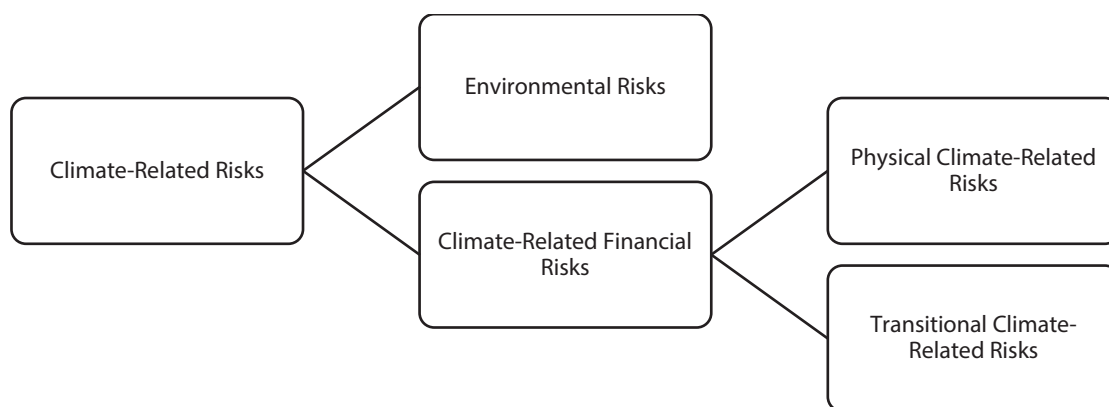 Climate-Related Risks
Environmental Risks
Climate-Related Financial
Risks
Physical Climate-Related
Risks
Transitional Climate-
Related Risks